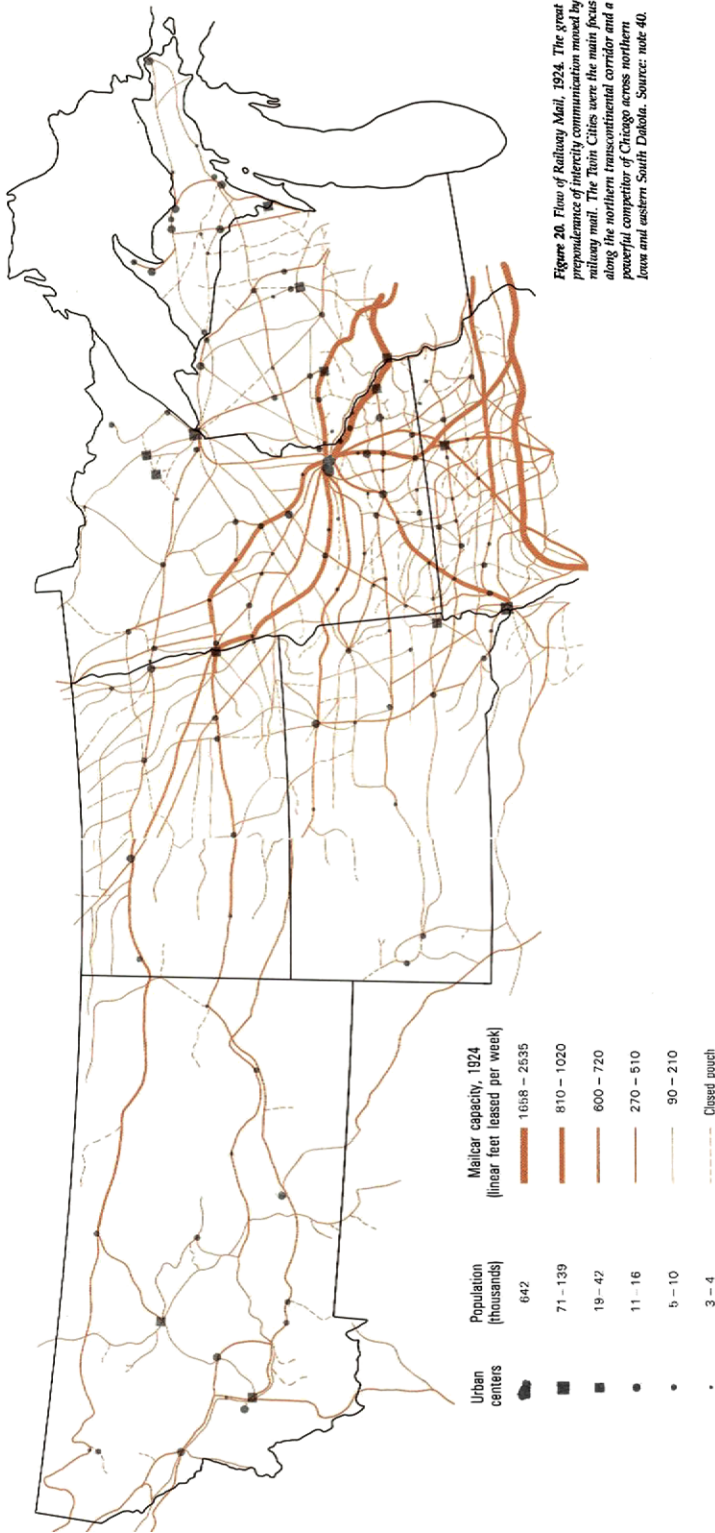 Figure 20. Flow of Railway Mail, 1924. The great
preponderance of intercity communication moved by
railway mail. The Twin Cities were the main focus
along the northern transcontinental corridor and a
powerful competitor of Chicago across northern
Iowa and eastern South Dakota. Source: note 40.
Urban
centers
Population
(thousands)
642
71 – 139
19 – 42
11 – 16
5 – 10
3 – 4
Mailcar capacity, 1924
(linear feet leased per week)
1658 – 2535
810 – 1020
600 – 720
270 – 510
90 – 210
Closed pouch